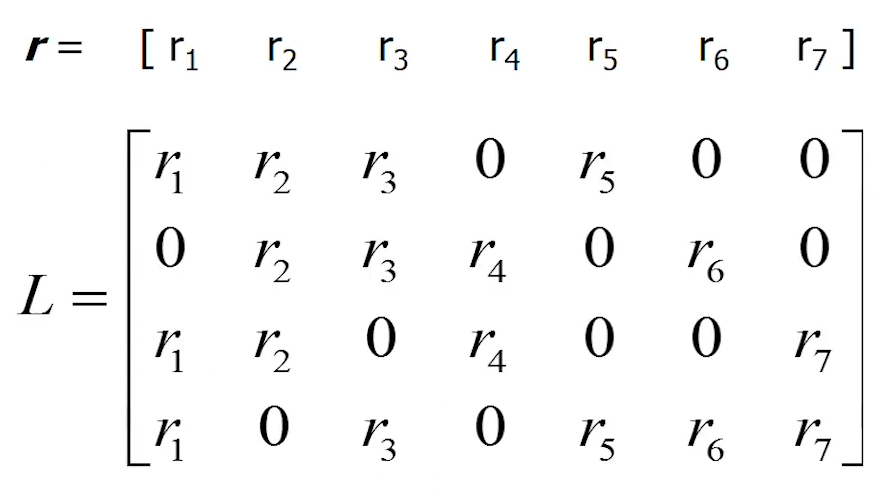 r = [ r₁ r₂ r₃ r₄ r₅ r₆ r₇ ]
r₁ r₂ r₃ 0 r₅ 0 0
0 r₂ r₃ r₄ 0 r₆ 0
L =
r₁ r₂ 0 r₄ 0 0 r₇
r₁ 0 r₃ 0 r₅ r₆ r₇